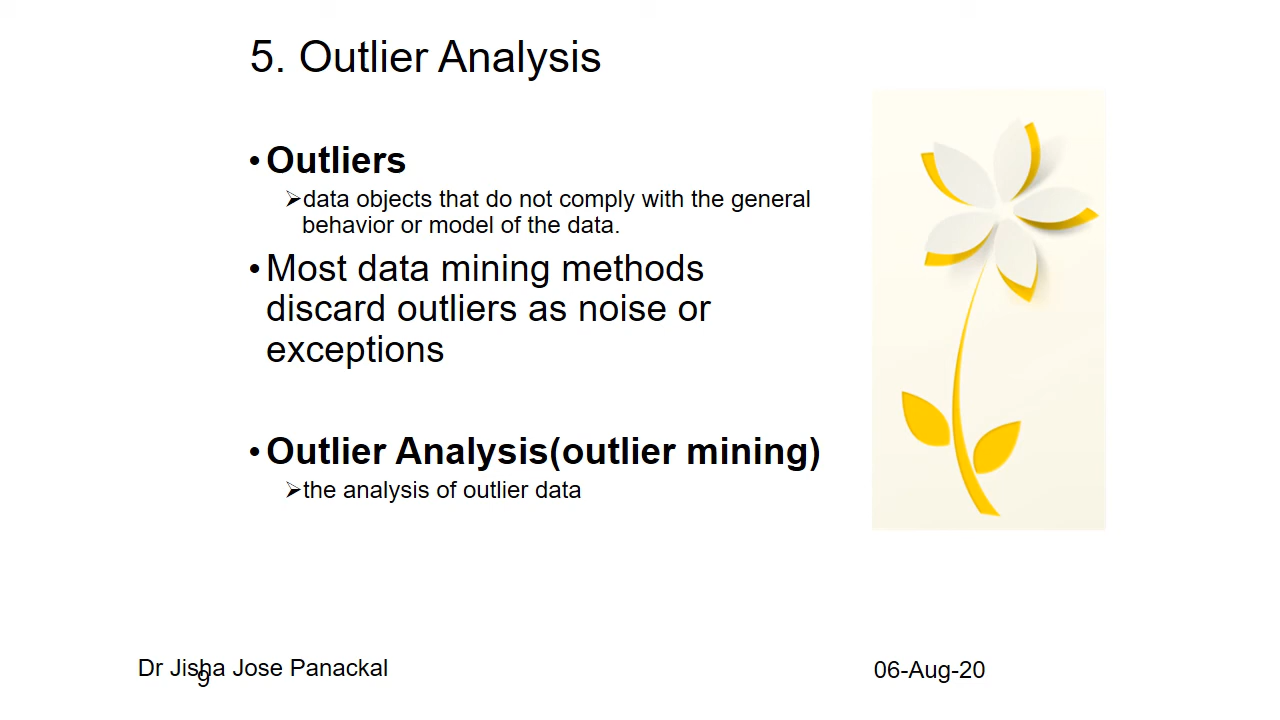 5. Outlier Analysis
• Outliers
➢data objects that do not comply with the general
behavior or model of the data.
• Most data mining methods
discard outliers as noise or
exceptions
• Outlier Analysis(outlier mining)
➢the analysis of outlier data
Dr Jisha Jose Panackal
9
06-Aug-20